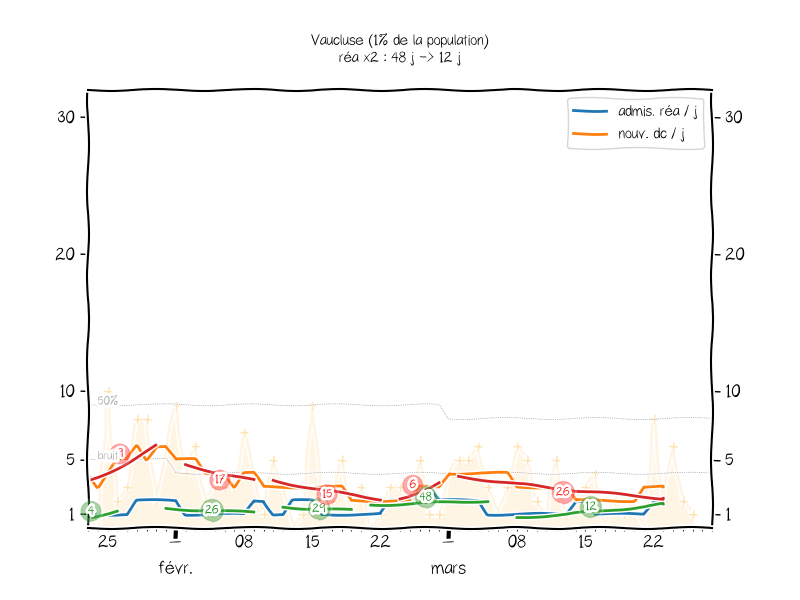 Vaucluse (1% de la population)
réa x2 : 48 j -> 12 j
admis. réa / j
nouv. dc / j
30 30
20 20
10 10
50%
5 bruit 5
17
15 6
48
26
4 26 29 12
1 1
25 1 08 15 22 1 08 15 22
févr. mars